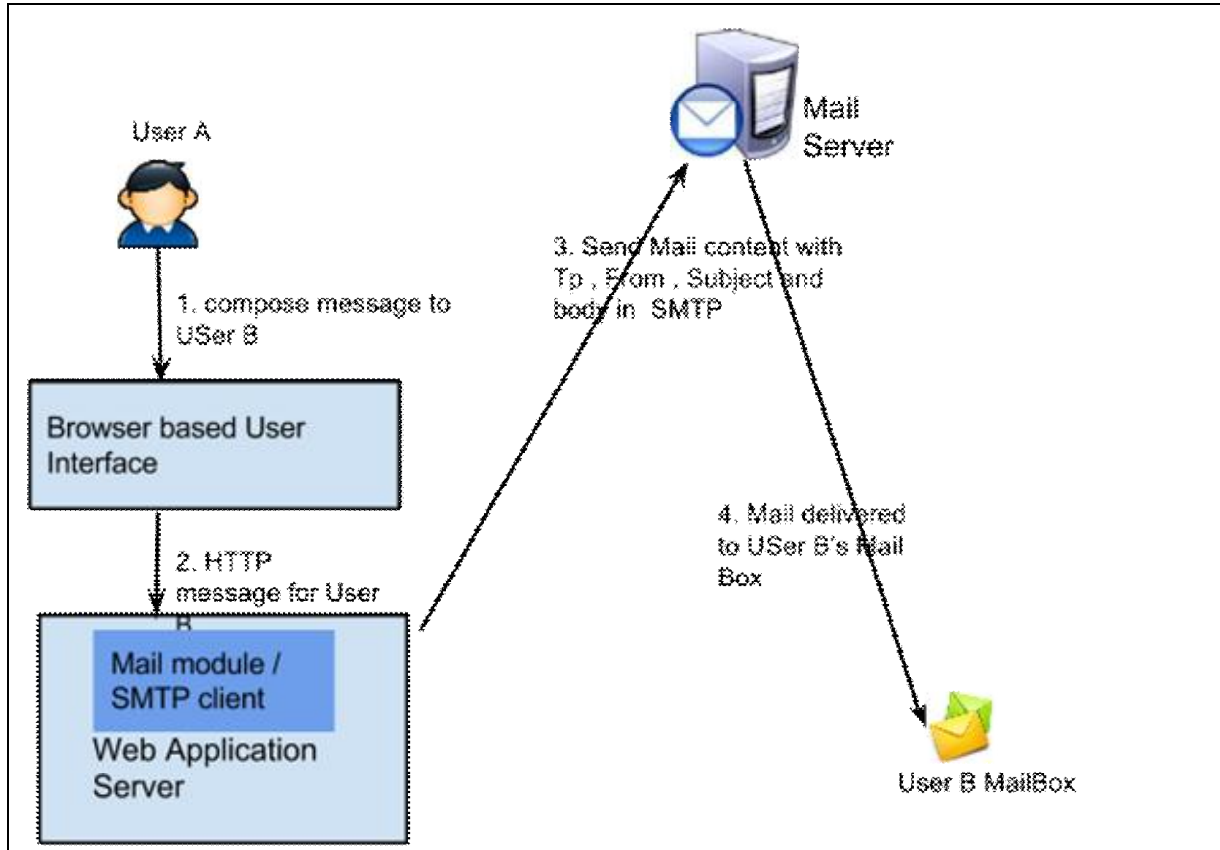 User A
Mail
Server
1. compose message to
USer B
3. Send Mail content with
Tp , From , Subject and
body in SMTP
Browser based User
Interface
2. HTTP
message for User
B
Mail module /
SMTP client
Web Application
Server
4. Mail delivered
to USer B's Mail
Box
User B MailBox